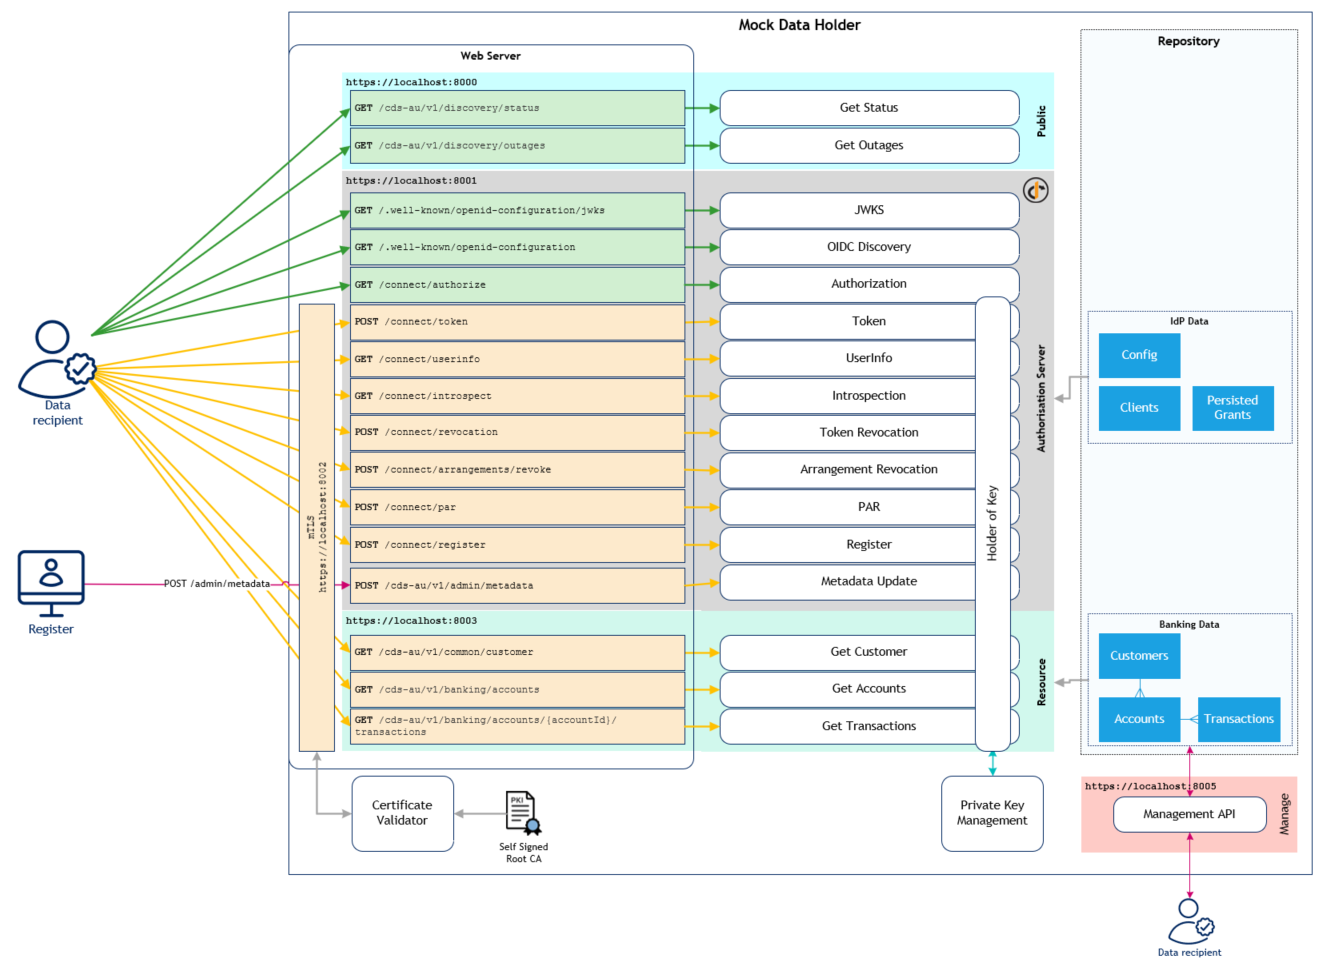 Mock Data Holder
Web Server
Repository
https://localhost:8000
GET /cds-au/v1/discovery/status
Get Status
GET /cds-au/v1/discovery/outages
Get Outages
Public
https://localhost:8001
GET /.well-known/openid-configuration/jwks
JWKS
GET /.well-known/openid-configuration
OIDC Discovery
GET /connect/authorize
Authorization
POST /connect/token
Token
GET /connect/userinfo
UserInfo
GET /connect/introspect
Introspection
POST /connect/revocation
Token Revocation
POST /connect/arrangements/revoke
Arrangement Revocation
POST /connect/par
PAR
POST /connect/register
Register
POST /cds-au/v1/admin/metadata
Metadata Update
Authorisation Server
Holder of Key
mTLS
https://localhost:8002
Data
recipient
POST /admin/metadata
Register
https://localhost:8003
GET /cds-au/v1/common/customer
Get Customer
GET /cds-au/v1/banking/accounts
Get Accounts
GET /cds-au/v1/banking/accounts/{accountId}/
transactions
Get Transactions
Resource
IdP Data
Config
Clients
Persisted
Grants
Banking Data
Customers
Accounts
Transactions
Certificate
Validator
PKI
Self Signed
Root CA
Private Key
Management
https://localhost:8005
Management API
Manage
Data recipient